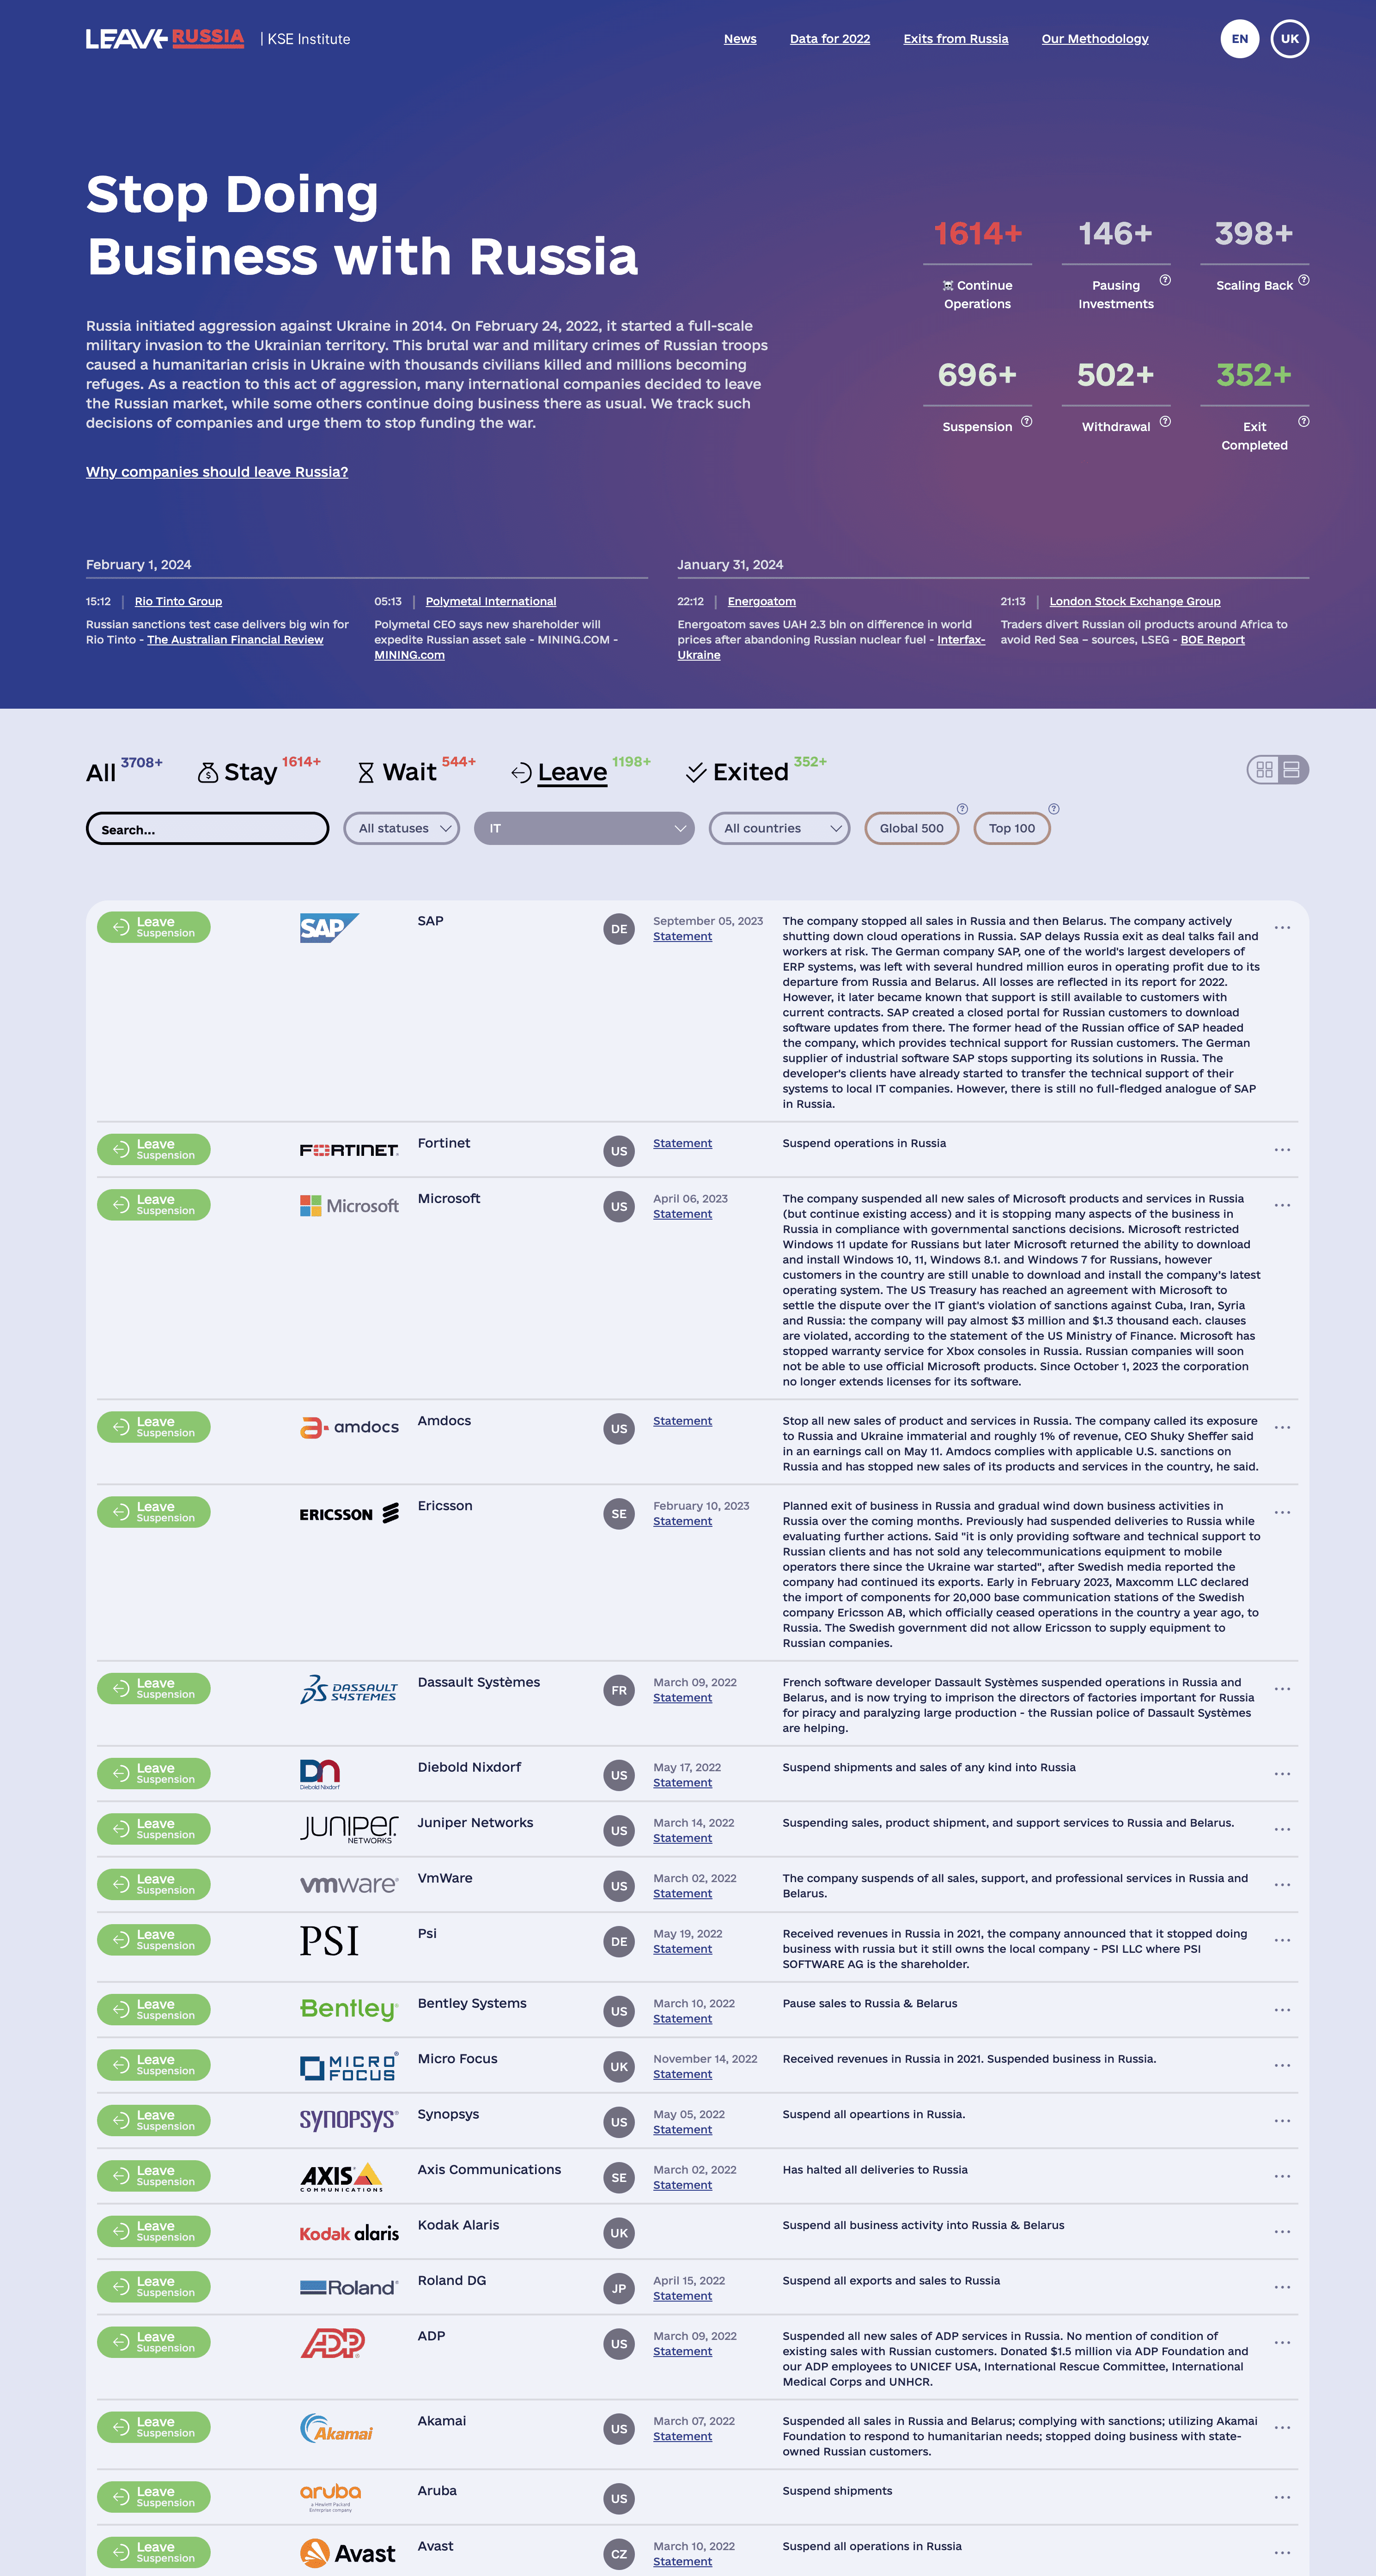 LEAVE RUSSIA | KSE Institute
News Data for 2022 Exits from Russia Our Methodology EN UK
Stop Doing
Business with Russia
Russia initiated aggression against Ukraine in 2014. On February 24, 2022, it started a full-scale
military invasion to the Ukrainian territory. This brutal war and military crimes of Russian troops
caused a humanitarian crisis in Ukraine with thousands civilians killed and millions becoming
refuges. As a reaction to this act of aggression, many international companies decided to leave
the Russian market, while some others continue doing business there as usual. We track such
decisions of companies and urge them to stop funding the war.
Why companies should leave Russia?
1614+
☠️ Continue
Operations
146+
Pausing ?
Investments
398+
Scaling Back ?
696+
Suspension ?
502+
Withdrawal ?
352+
Exit ?
Completed
February 1, 2024
15:12 | Rio Tinto Group
Russian sanctions test case delivers big win for
Rio Tinto - The Australian Financial Review
05:13 | Polymetal International
Polymetal CEO says new shareholder will
expedite Russian asset sale - MINING.COM -
MINING.com
January 31, 2024
22:12 | Energoatom
Energoatom saves UAH 2.3 bln on difference in world
prices after abandoning Russian nuclear fuel - Interfax-
Ukraine
21:13 | London Stock Exchange Group
Traders divert Russian oil products around Africa to
avoid Red Sea – sources, LSEG - BOE Report
All 3708+ Stay 1614+ Wait 544+ Leave 1198+ Exited 352+
Search... All statuses IT All countries Global 500 ? Top 100 ?
Leave
Suspension
SAP
SAP
DE
September 05, 2023
Statement
The company stopped all sales in Russia and then Belarus. The company actively
shutting down cloud operations in Russia. SAP delays Russia exit as deal talks fail and
workers at risk. The German company SAP, one of the world's largest developers of
ERP systems, was left with several hundred million euros in operating profit due to its
departure from Russia and Belarus. All losses are reflected in its report for 2022.
However, it later became known that support is still available to customers with
current contracts. SAP created a closed portal for Russian customers to download
software updates from there. The former head of the Russian office of SAP headed
the company, which provides technical support for Russian customers. The German
supplier of industrial software SAP stops supporting its solutions in Russia. The
developer's clients have already started to transfer the technical support of their
systems to local IT companies. However, there is still no full-fledged analogue of SAP
in Russia.
Leave
Suspension
FORTINET
Fortinet
US
Statement
Suspend operations in Russia
Leave
Suspension
Microsoft
Microsoft
US
April 06, 2023
Statement
The company suspended all new sales of Microsoft products and services in Russia
(but continue existing access) and it is stopping many aspects of the business in
Russia in compliance with governmental sanctions decisions. Microsoft restricted
Windows 11 update for Russians but later Microsoft returned the ability to download
and install Windows 10, 11, Windows 8.1. and Windows 7 for Russians, however
customers in the country are still unable to download and install the company's latest
operating system. The US Treasury has reached an agreement with Microsoft to
settle the dispute over the IT giant's violation of sanctions against Cuba, Iran, Syria
and Russia: the company will pay almost $3 million and $1.3 thousand each. clauses
are violated, according to the statement of the US Ministry of Finance. Microsoft has
stopped warranty service for Xbox consoles in Russia. Russian companies will soon
not be able to use official Microsoft products. Since October 1, 2023 the corporation
no longer extends licenses for its software.
Leave
Suspension
amdocs
Amdocs
US
Statement
Stop all new sales of product and services in Russia. The company called its exposure
to Russia and Ukraine immaterial and roughly 1% of revenue, CEO Shuky Sheffer said
in an earnings call on May 11. Amdocs complies with applicable U.S. sanctions on
Russia and has stopped new sales of its products and services in the country, he said.
Leave
Suspension
ERICSSON
Ericsson
SE
February 10, 2023
Statement
Planned exit of business in Russia and gradual wind down business activities in
Russia over the coming months. Previously had suspended deliveries to Russia while
evaluating further actions. Said "it is only providing software and technical support to
Russian clients and has not sold any telecommunications equipment to mobile
operators there since the Ukraine war started", after Swedish media reported the
company had continued its exports. Early in February 2023, Maxcomm LLC declared
the import of components for 20,000 base communication stations of the Swedish
company Ericsson AB, which officially ceased operations in the country a year ago, to
Russia. The Swedish government did not allow Ericsson to supply equipment to
Russian companies.
Leave
Suspension
DASSAULT
SYSTEMES
Dassault Systèmes
FR
March 09, 2022
Statement
French software developer Dassault Systèmes suspended operations in Russia and
Belarus, and is now trying to imprison the directors of factories important for Russia
for piracy and paralyzing large production - the Russian police of Dassault Systèmes
are helping.
Leave
Suspension
DN
Diebold Nixdorf
Diebold Nixdorf
US
May 17, 2022
Statement
Suspend shipments and sales of any kind into Russia
Leave
Suspension
JUNIPER
NETWORKS
Juniper Networks
US
March 14, 2022
Statement
Suspending sales, product shipment, and support services to Russia and Belarus.
Leave
Suspension
vmware
VmWare
US
March 02, 2022
Statement
The company suspends of all sales, support, and professional services in Russia and
Belarus.
Leave
Suspension
PSI
Psi
DE
May 19, 2022
Statement
Received revenues in Russia in 2021, the company announced that it stopped doing
business with russia but it still owns the local company - PSI LLC where PSI
SOFTWARE AG is the shareholder.
Leave
Suspension
Bentley
Bentley Systems
US
March 10, 2022
Statement
Pause sales to Russia & Belarus
Leave
Suspension
MICRO
FOCUS
Micro Focus
UK
November 14, 2022
Statement
Received revenues in Russia in 2021. Suspended business in Russia.
Leave
Suspension
SYNOPSYS
Synopsys
US
May 05, 2022
Statement
Suspend all opeartions in Russia.
Leave
Suspension
AXIS
COMMUNICATIONS
Axis Communications
SE
March 02, 2022
Statement
Has halted all deliveries to Russia
Leave
Suspension
Kodak alaris
Kodak Alaris
UK
Suspend all business activity into Russia & Belarus
Leave
Suspension
Roland
Roland DG
JP
April 15, 2022
Statement
Suspend all exports and sales to Russia
Leave
Suspension
ADP
ADP
US
March 09, 2022
Statement
Suspended all new sales of ADP services in Russia. No mention of condition of
existing sales with Russian customers. Donated $1.5 million via ADP Foundation and
our ADP employees to UNICEF USA, International Rescue Committee, International
Medical Corps and UNHCR.
Leave
Suspension
Akamai
Akamai
US
March 07, 2022
Statement
Suspended all sales in Russia and Belarus; complying with sanctions; utilizing Akamai
Foundation to respond to humanitarian needs; stopped doing business with state-
owned Russian customers.
Leave
Suspension
aruba
a Hewlett Packard
Enterprise company
Aruba
US
Suspend shipments
Leave
Suspension
Avast
Avast
CZ
March 10, 2022
Statement
Suspend all operations in Russia